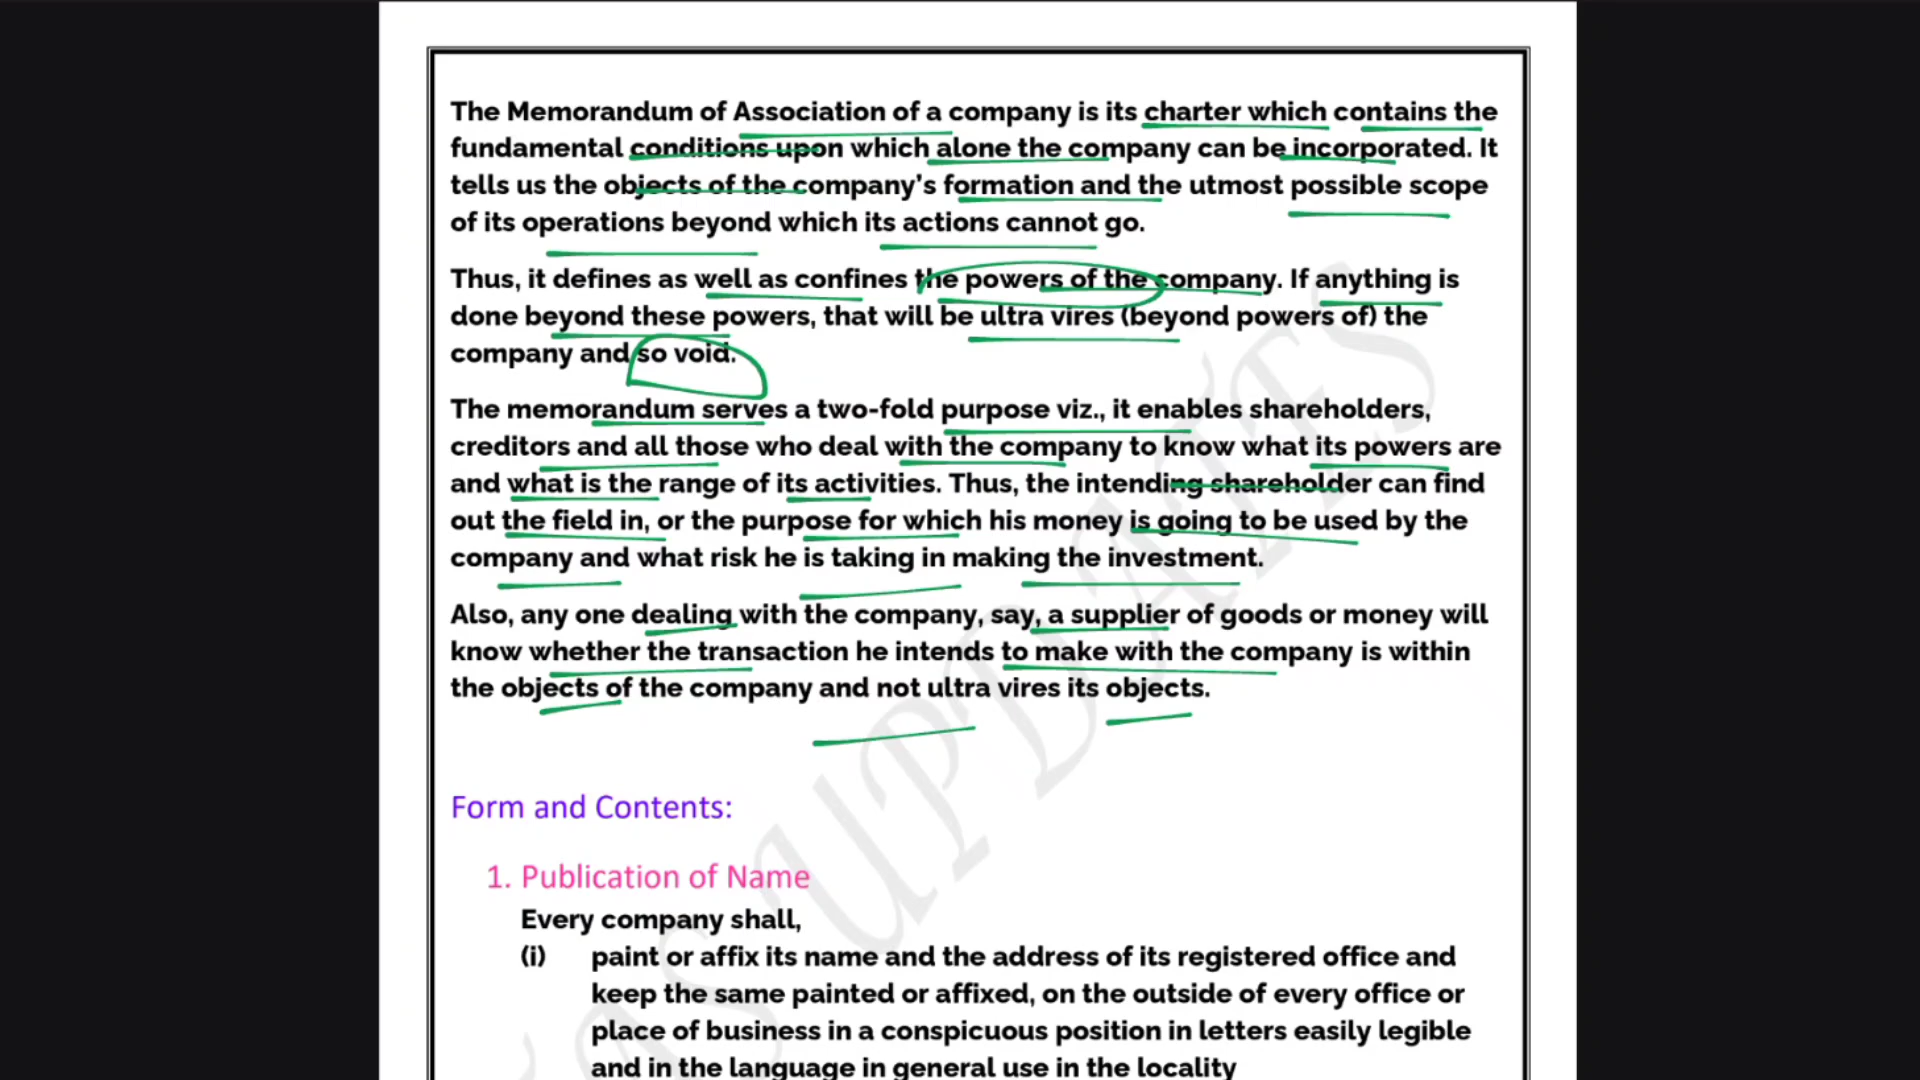 The Memorandum of Association of a company is its charter which contains the
fundamental conditions upon which alone the company can be incorporated. It
tells us the objects of the company's formation and the utmost possible scope
of its operations beyond which its actions cannot go.
Thus, it defines as well as confines the powers of the company. If anything is
done beyond these powers, that will be ultra vires (beyond powers of) the
company and so void.
The memorandum serves a two-fold purpose viz., it enables shareholders,
creditors and all those who deal with the company to know what its powers are
and what is the range of its activities. Thus, the intending shareholder can find
out the field in, or the purpose for which his money is going to be used by the
company and what risk he is taking in making the investment.
Also, any one dealing with the company, say, a supplier of goods or money will
know whether the transaction he intends to make with the company is within
the objects of the company and not ultra vires its objects.
Form and Contents:
1. Publication of Name
Every company shall,
(i) paint or affix its name and the address of its registered office and
keep the same painted or affixed, on the outside of every office or
place of business in a conspicuous position in letters easily legible
and in the language in general use in the locality
AS UPDATES